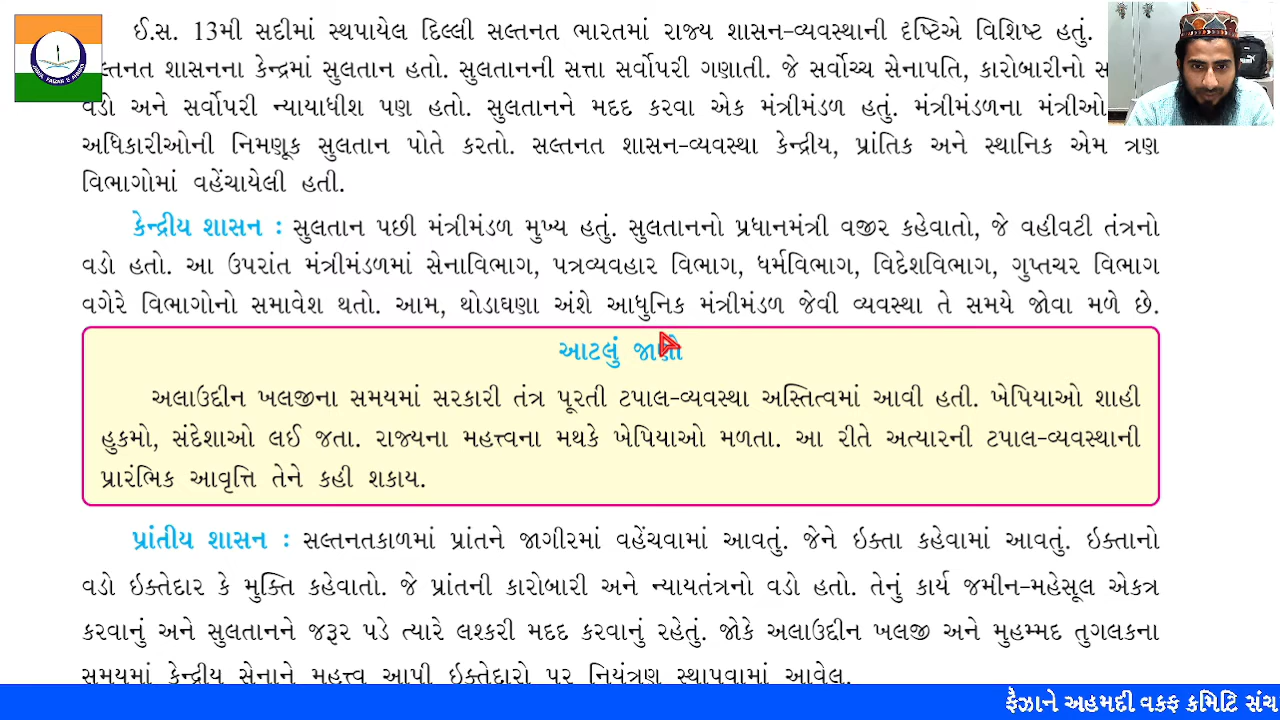 ઈ.સ. 13મી સદીમાં સ્થપાયેલ દિલ્લી સલ્તનત ભારતમાં રાજ્ય શાસન-વ્યવસ્થાની દૃષ્ટિએ વિશિષ્ટ હતું.
સલ્તનત શાસનના કેન્દ્રમાં સુલતાન હતો. સુલતાનની સત્તા સર્વોપરી ગણાતી. જે સર્વોચ્ચ સેનાપતિ, કારોબારીનો
વડો અને સર્વોપરી ન્યાયાધીશ પણ હતો. સુલતાનને મદદ કરવા એક મંત્રીમંડળ હતું. મંત્રીમંડળના મંત્રીઓ
અધિકારીઓની નિમણૂક સુલતાન પોતે કરતો. સલ્તનત શાસન-વ્યવસ્થા કેન્દ્રીય, પ્રાંતિક અને સ્થાનિક એમ ત્રણ
વિભાગોમાં વહેંચાયેલી હતી.
કેન્દ્રીય શાસન : સુલતાન પછી મંત્રીમંડળ મુખ્ય હતું. સુલતાનનો પ્રધાનમંત્રી વજીર કહેવાતો, જે વહીવટી તંત્રનો
વડો હતો. આ ઉપરાંત મંત્રીમંડળમાં સેનાવિભાગ, પત્રવ્યવહાર વિભાગ, ધર્મવિભાગ, વિદેશવિભાગ, ગુપ્તચર વિભાગ
વગેરે વિભાગોનો સમાવેશ થતો. આમ, થોડાઘણા અંશે આધુનિક મંત્રીમંડળ જેવી વ્યવસ્થા તે સમયે જોવા મળે છે.
આટલું જાણો
અલાઉદ્દીન ખલજીના સમયમાં સરકારી તંત્ર પૂરતી ટપાલ-વ્યવસ્થા અસ્તિત્વમાં આવી હતી. ખેપિયાઓ શાહી
હુકમો, સંદેશાઓ લઈ જતા. રાજ્યના મહત્ત્વના મથકે ખેપિયાઓ મળતા. આ રીતે અત્યારની ટપાલ-વ્યવસ્થાની
પ્રારંભિક આવૃત્તિ તેને કહી શકાય.
પ્રાંતીય શાસન : સલ્તનતકાળમાં પ્રાંતને જાગીરમાં વહેંચવામાં આવતું. જેને ઇક્તા કહેવામાં આવતું. ઇક્તાનો
વડો ઇક્તેદાર કે મુક્તિ કહેવાતો. જે પ્રાંતની કારોબારી અને ન્યાયતંત્રનો વડો હતો. તેનું કાર્ય જમીન-મહેસૂલ એકત્ર
કરવાનું અને સુલતાનને જરૂર પડે ત્યારે લશ્કરી મદદ કરવાનું રહેતું. જોકે અલાઉદ્દીન ખલજી અને મુહમ્મદ તુગલકના
સમયમાં કેન્દ્રીય સેનાને મહત્ત્વ આપી ઇક્તેદારો પર નિયંત્રણ સ્થાપવામાં આવેલ.
ફૈઝાને અહમદી વકફ કમિટિ સંચ